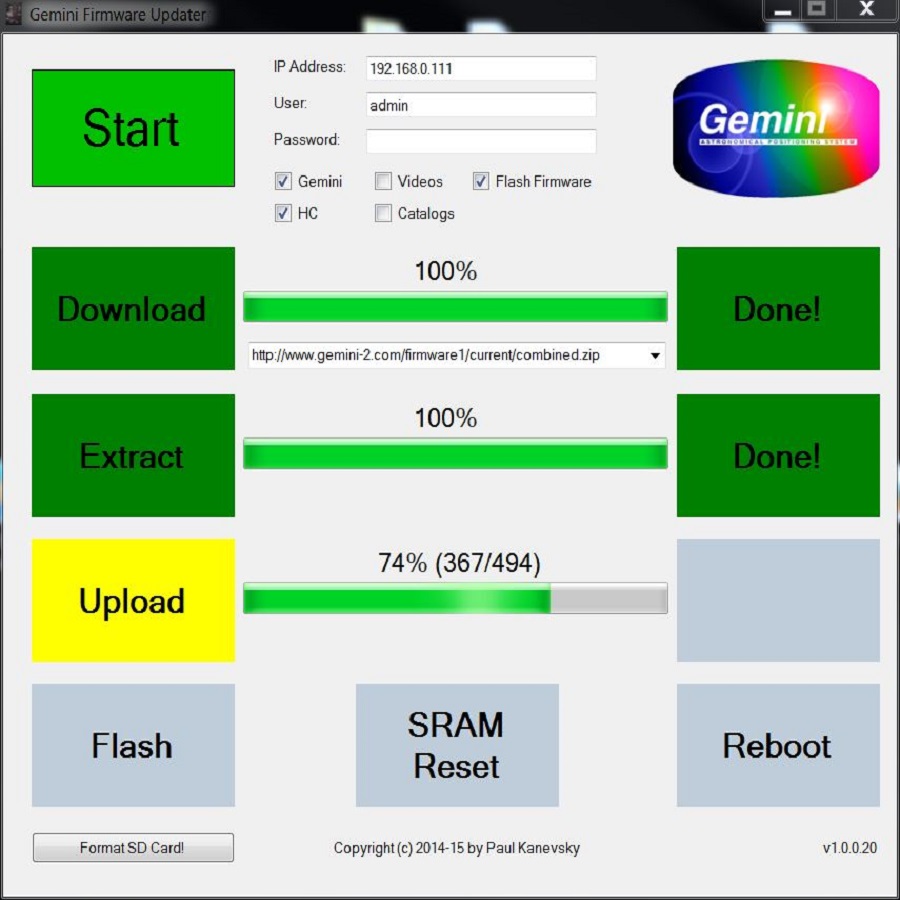 Gemini Firmware Updater
Start
IP Address: 192.168.0.111
User: admin
Password:
Gemini Videos Flash Firmware
HC Catalogs
Gemini
ASTRONOMICAL POSITIONING SYSTEM
100%
Download Done!
http://www.gemini-2.com/firmware1/current/combined.zip
100%
Extract Done!
74% (367/494)
Upload
Flash
SRAM
Reset
Reboot
Format SD Card!
Copyright (c) 2014-15 by Paul Kanevsky
v1.0.0.20